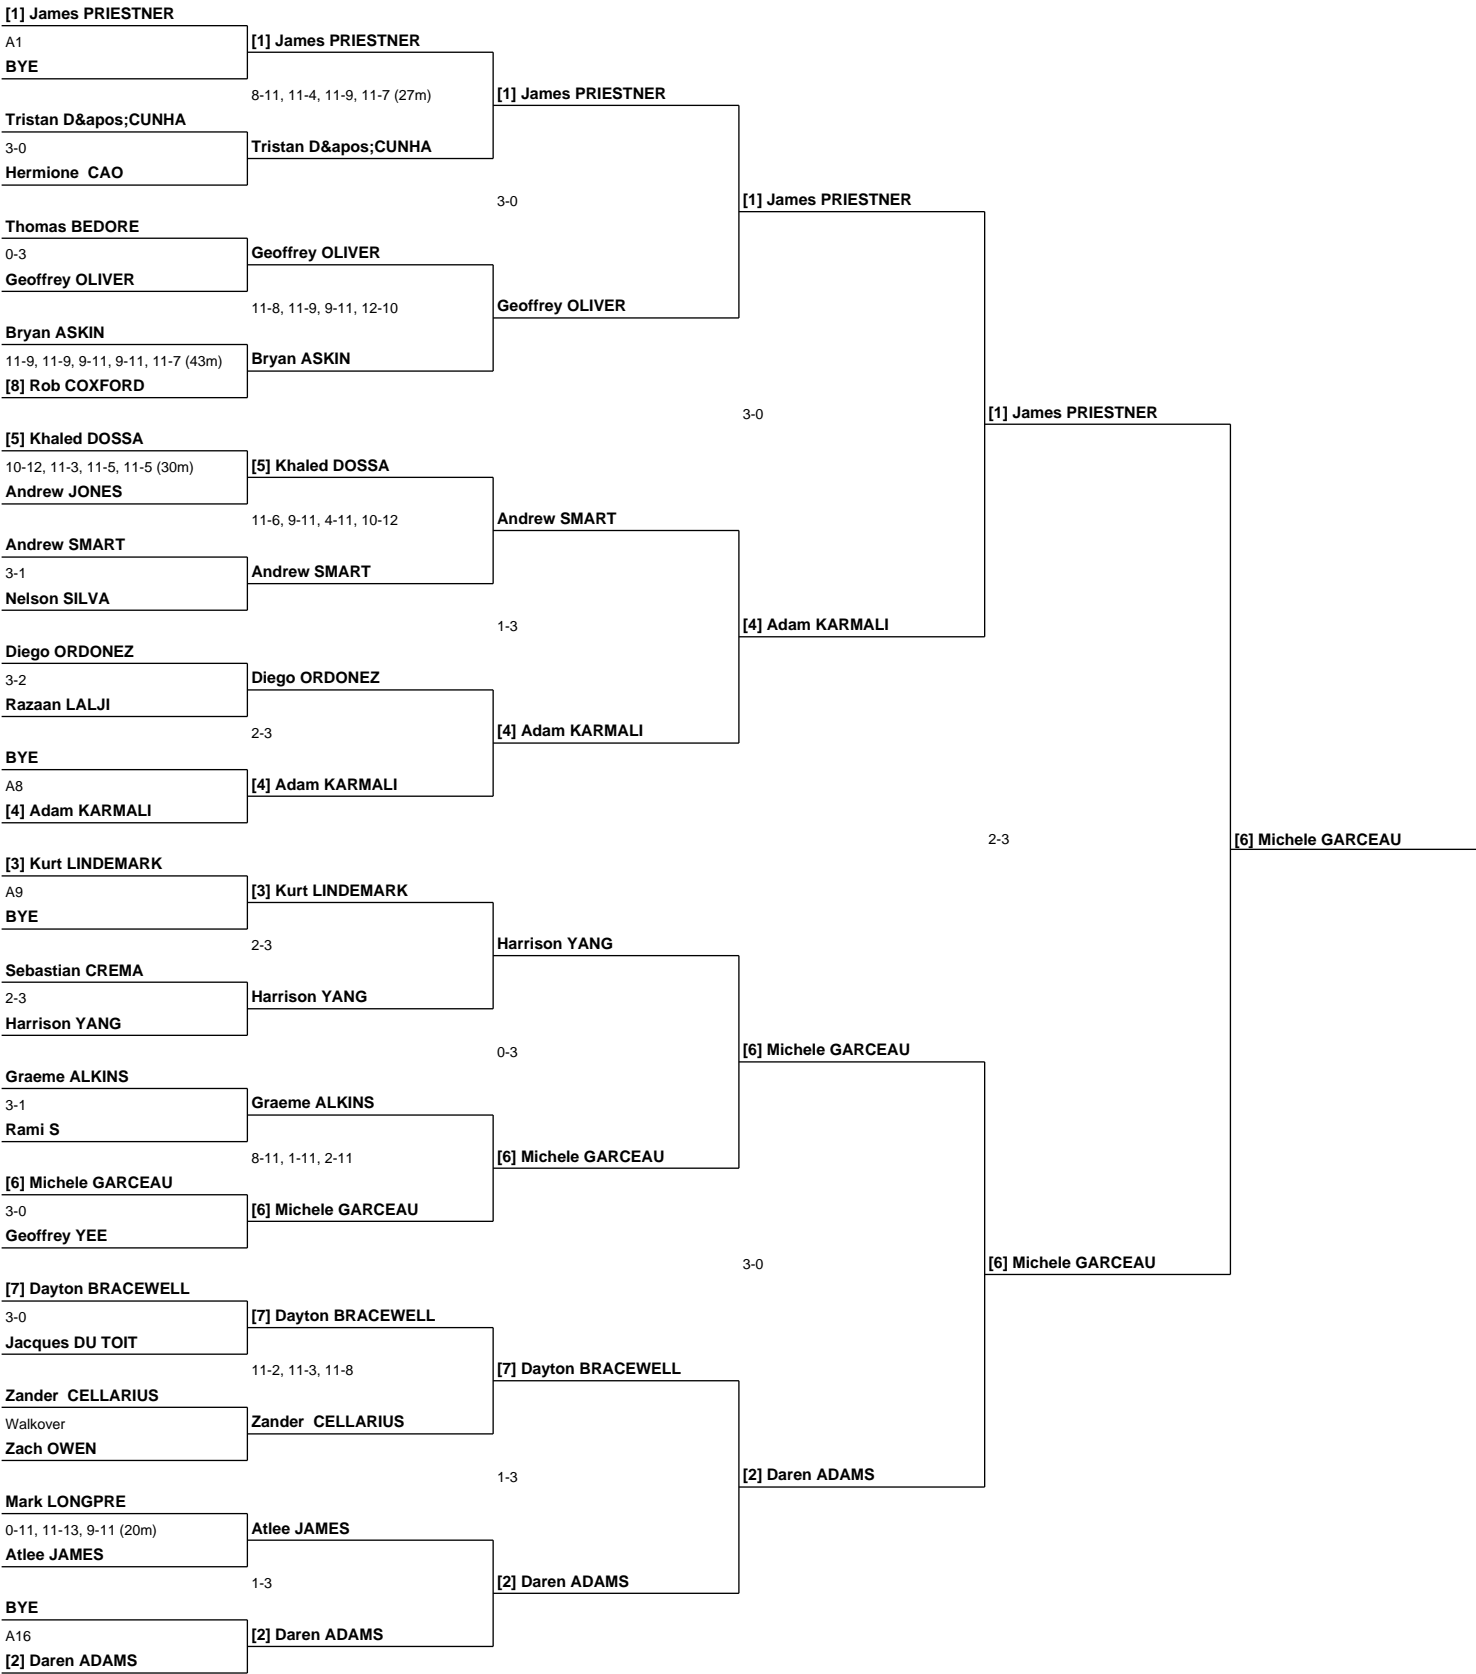 [1] James PRIESTNER
A1
BYE
Tristan D&apos;CUNHA
3-0
Hermione  CAO
Thomas BEDORE
0-3
Geoffrey OLIVER
Bryan ASKIN
11-9, 11-9, 9-11, 9-11, 11-7 (43m)
[8] Rob COXFORD
[5] Khaled DOSSA
10-12, 11-3, 11-5, 11-5 (30m)
Andrew JONES
Andrew SMART
3-1
Nelson SILVA
Diego ORDONEZ
3-2
Razaan LALJI
BYE
A8
[4] Adam KARMALI
[3] Kurt LINDEMARK
A9
BYE
Sebastian CREMA
2-3
Harrison YANG
Graeme ALKINS
3-1
Rami S
[6] Michele GARCEAU
3-0
Geoffrey YEE
[7] Dayton BRACEWELL
3-0
Jacques DU TOIT
Zander  CELLARIUS
Walkover
Zach OWEN
Mark LONGPRE
0-11, 11-13, 9-11 (20m)
Atlee JAMES
BYE
A16
[2] Daren ADAMS
[1] James PRIESTNER
8-11, 11-4, 11-9, 11-7 (27m)
Tristan D&apos;CUNHA
Geoffrey OLIVER
11-8, 11-9, 9-11, 12-10
Bryan ASKIN
[5] Khaled DOSSA
11-6, 9-11, 4-11, 10-12
Andrew SMART
Diego ORDONEZ
2-3
[4] Adam KARMALI
[3] Kurt LINDEMARK
2-3
Harrison YANG
Graeme ALKINS
8-11, 1-11, 2-11
[6] Michele GARCEAU
[7] Dayton BRACEWELL
11-2, 11-3, 11-8
Zander  CELLARIUS
Atlee JAMES
1-3
[2] Daren ADAMS
[1] James PRIESTNER
3-0
Geoffrey OLIVER
Andrew SMART
1-3
[4] Adam KARMALI
Harrison YANG
0-3
[6] Michele GARCEAU
[7] Dayton BRACEWELL
1-3
[2] Daren ADAMS
[1] James PRIESTNER
3-0
[4] Adam KARMALI
[6] Michele GARCEAU
3-0
[2] Daren ADAMS
[1] James PRIESTNER
2-3
[6] Michele GARCEAU
[6] Michele GARCEAU